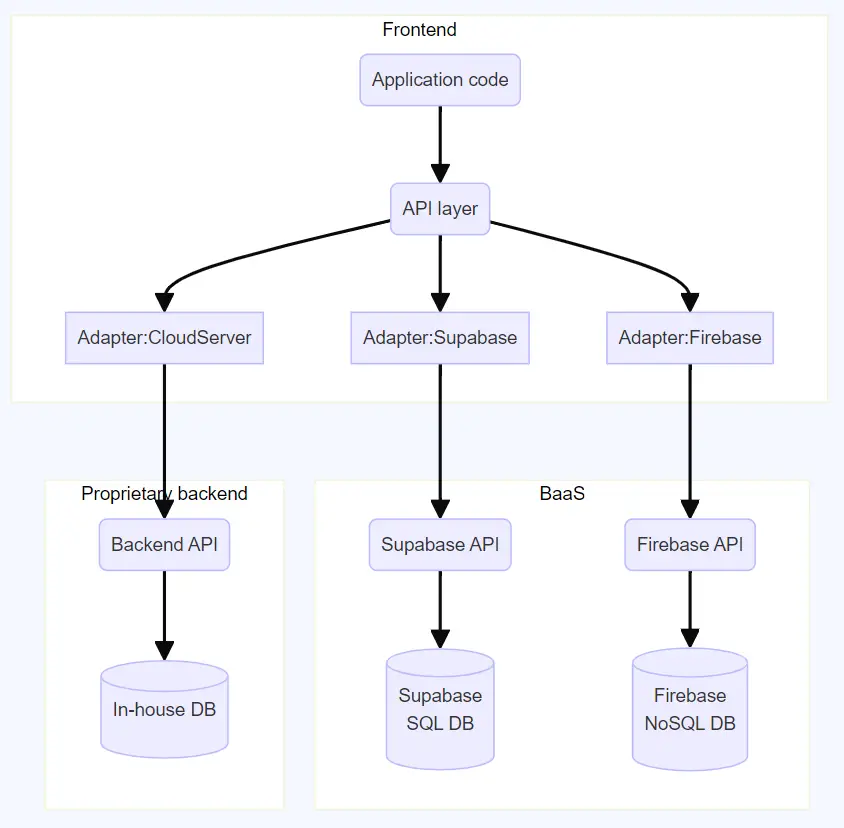 Frontend
Application code
API layer
Adapter:CloudServer
Adapter:Supabase
Adapter:Firebase
Proprietary backend
BaaS
Backend API
Supabase API
Firebase API
In-house DB
Supabase
SQL DB
Firebase
NoSQL DB